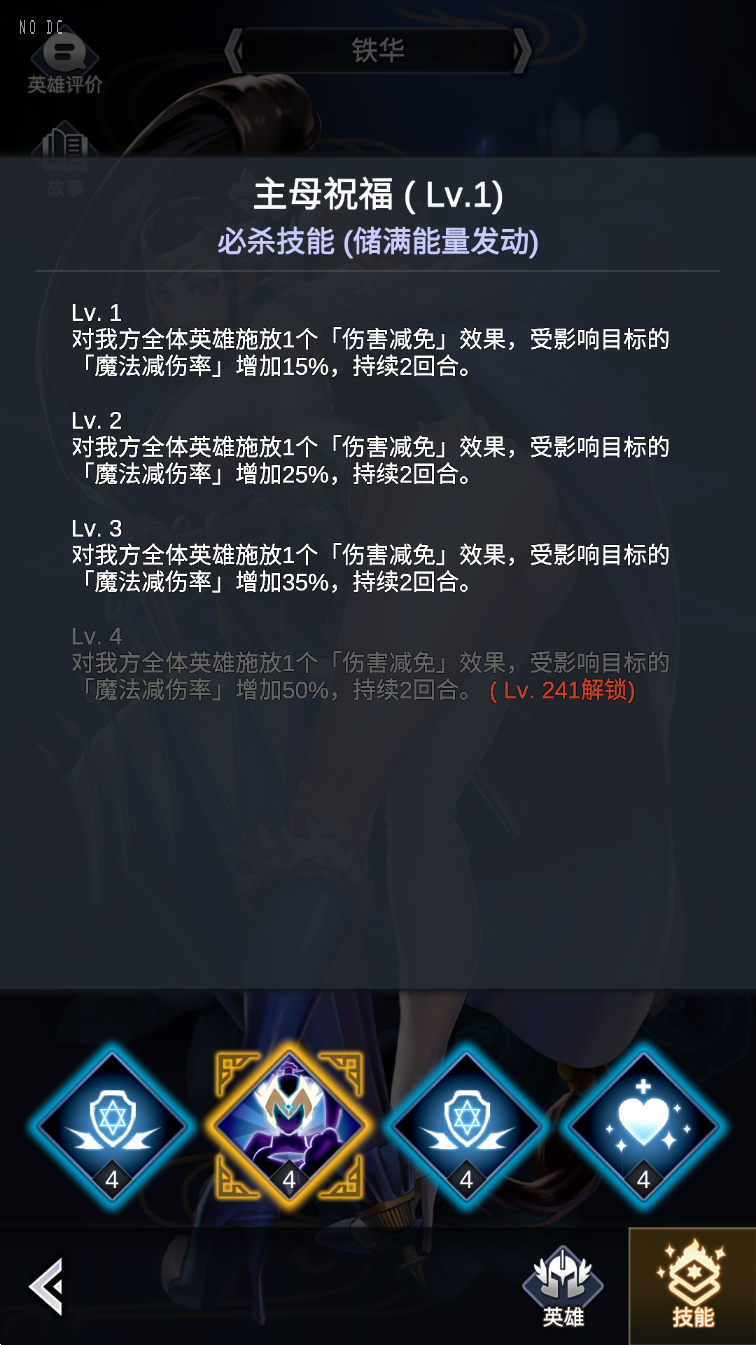 NO DC
铁华
英雄评价
故事
主母祝福 ( Lv.1)
必杀技能 (储满能量发动)
Lv. 1
对我方全体英雄施放1个「伤害减免」效果，受影响目标的
「魔法减伤率」增加15%，持续2回合。
Lv. 2
对我方全体英雄施放1个「伤害减免」效果，受影响目标的
「魔法减伤率」增加25%，持续2回合。
Lv. 3
对我方全体英雄施放1个「伤害减免」效果，受影响目标的
「魔法减伤率」增加35%，持续2回合。
Lv. 4
对我方全体英雄施放1个「伤害减免」效果，受影响目标的
「魔法减伤率」增加50%，持续2回合。 ( Lv. 241解锁)
4
4
4
4
英雄
技能